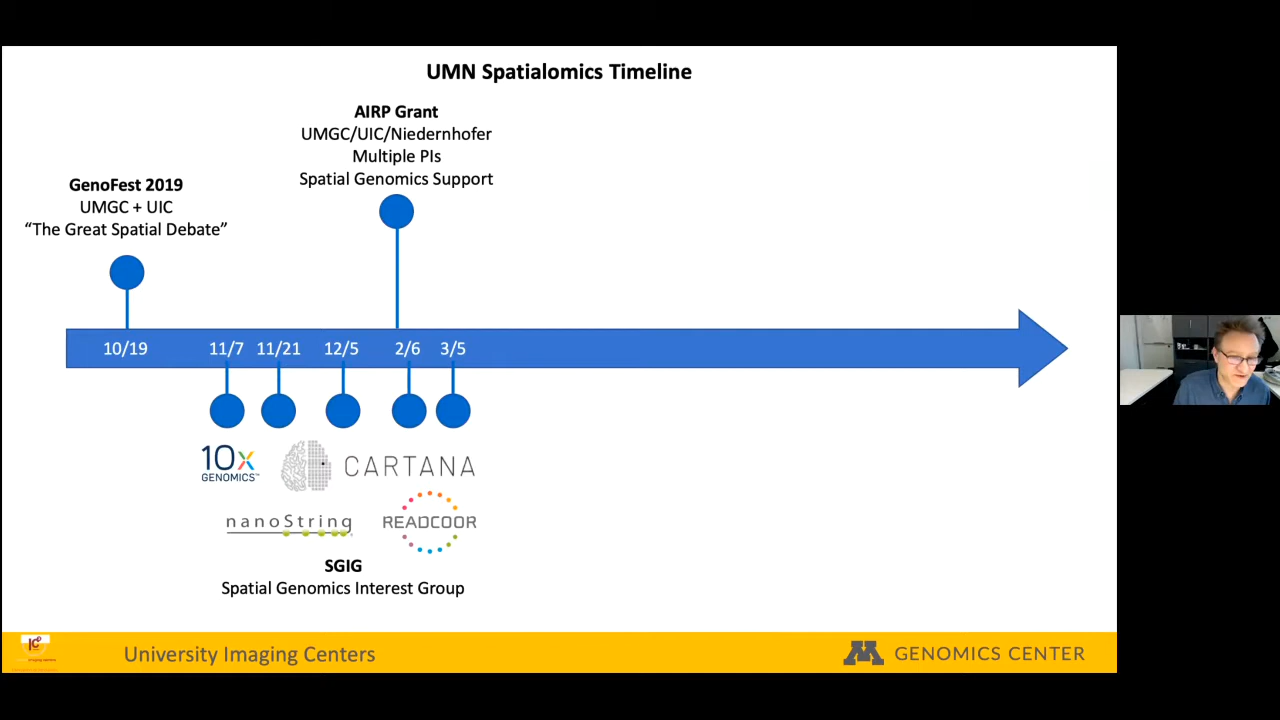 UMN Spatialomics Timeline
AIRP Grant
UMGC/UIC/Niedernhofer
Multiple PIs
Spatial Genomics Support
GenoFest 2019
UMGC + UIC
“The Great Spatial Debate”
10/19 11/7 11/21 12/5 2/6 3/5
10x
GENOMICS™
CARTANA
nanoString
READCOOR
SGIG
Spatial Genomics Interest Group
University Imaging Centers
GENOMICS CENTER